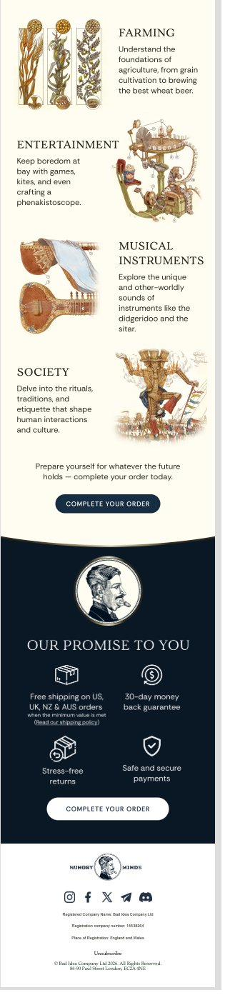 FARMING
Understand the
foundations of
agriculture, from grain
cultivation to brewing
the best wheat beer.
ENTERTAINMENT
Keep boredom at
bay with games,
kites, and even
crafting a
phenakistoscope.
MUSICAL
INSTRUMENTS
Explore the unique
and other-worldly
sounds of
instruments like the
didgeridoo and the
sitar.
SOCIETY
Delve into the rituals,
traditions, and
etiquette that shape
human interactions
and culture.
Prepare yourself for whatever the future
holds — complete your order today.
COMPLETE YOUR ORDER
OUR PROMISE TO YOU
Free shipping on US,
UK, NZ & AUS orders
when the minimum value is met
(Read our shipping policy)
30-day money
back guarantee
Stress-free
returns
Safe and secure
payments
COMPLETE YOUR ORDER
HUNGRY MINDS
Registered Company Name: Bad Idea Company Ltd
Registration company number: 14538264
Place of Registration: England and Wales
Unsubscribe
© Bad Idea Company Ltd 2026. All Rights Reserved.
86-90 Paul Street London, EC2A 4NE